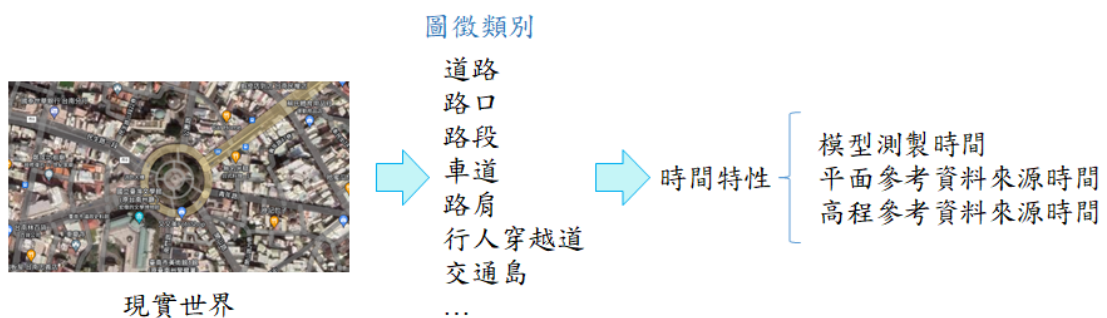 圖徵類別
道路
路口
路段
車道
路肩
行人穿越道
交通島
...
現實世界
時間特性
模型測製時間
平面參考資料來源時間
高程參考資料來源時間